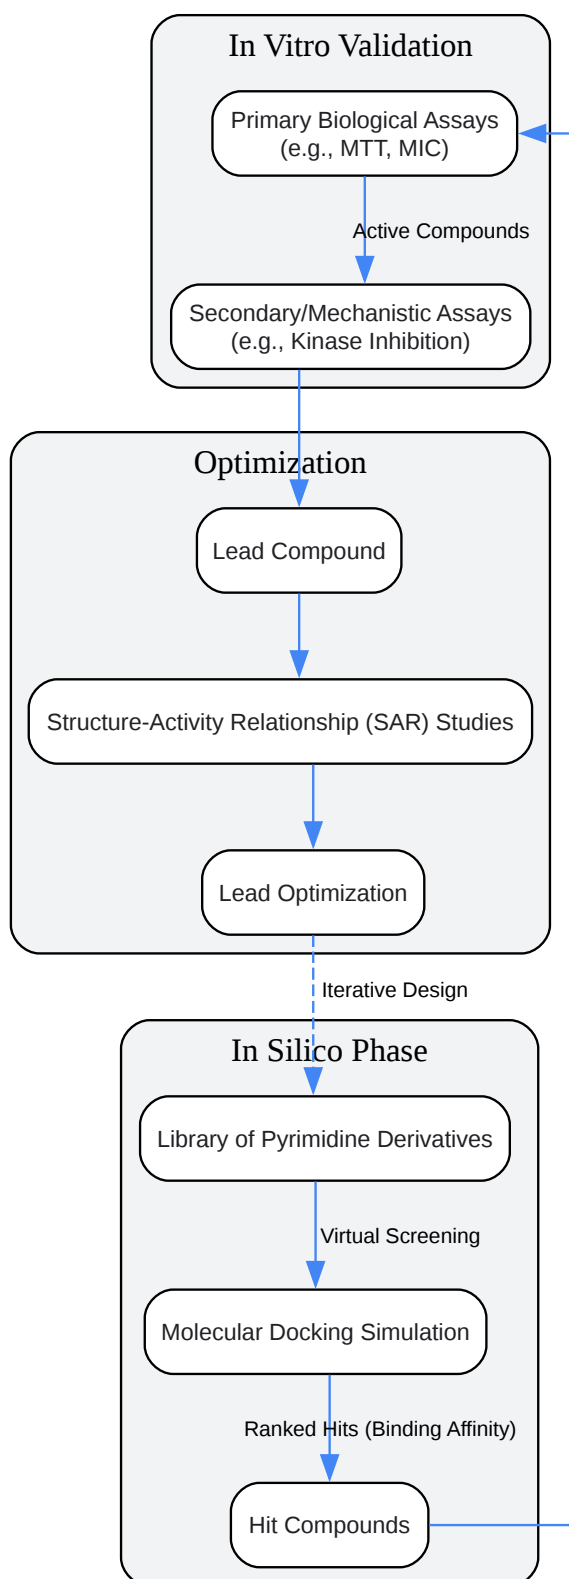 In Vitro Validation
Primary Biological Assays
(e.g., MTT, MIC)
Active Compounds
Secondary/Mechanistic Assays
(e.g., Kinase Inhibition)
Optimization
Lead Compound
Structure-Activity Relationship (SAR) Studies
Lead Optimization
Iterative Design
In Silico Phase
Library of Pyrimidine Derivatives
Virtual Screening
Molecular Docking Simulation
Ranked Hits (Binding Affinity)
Hit Compounds